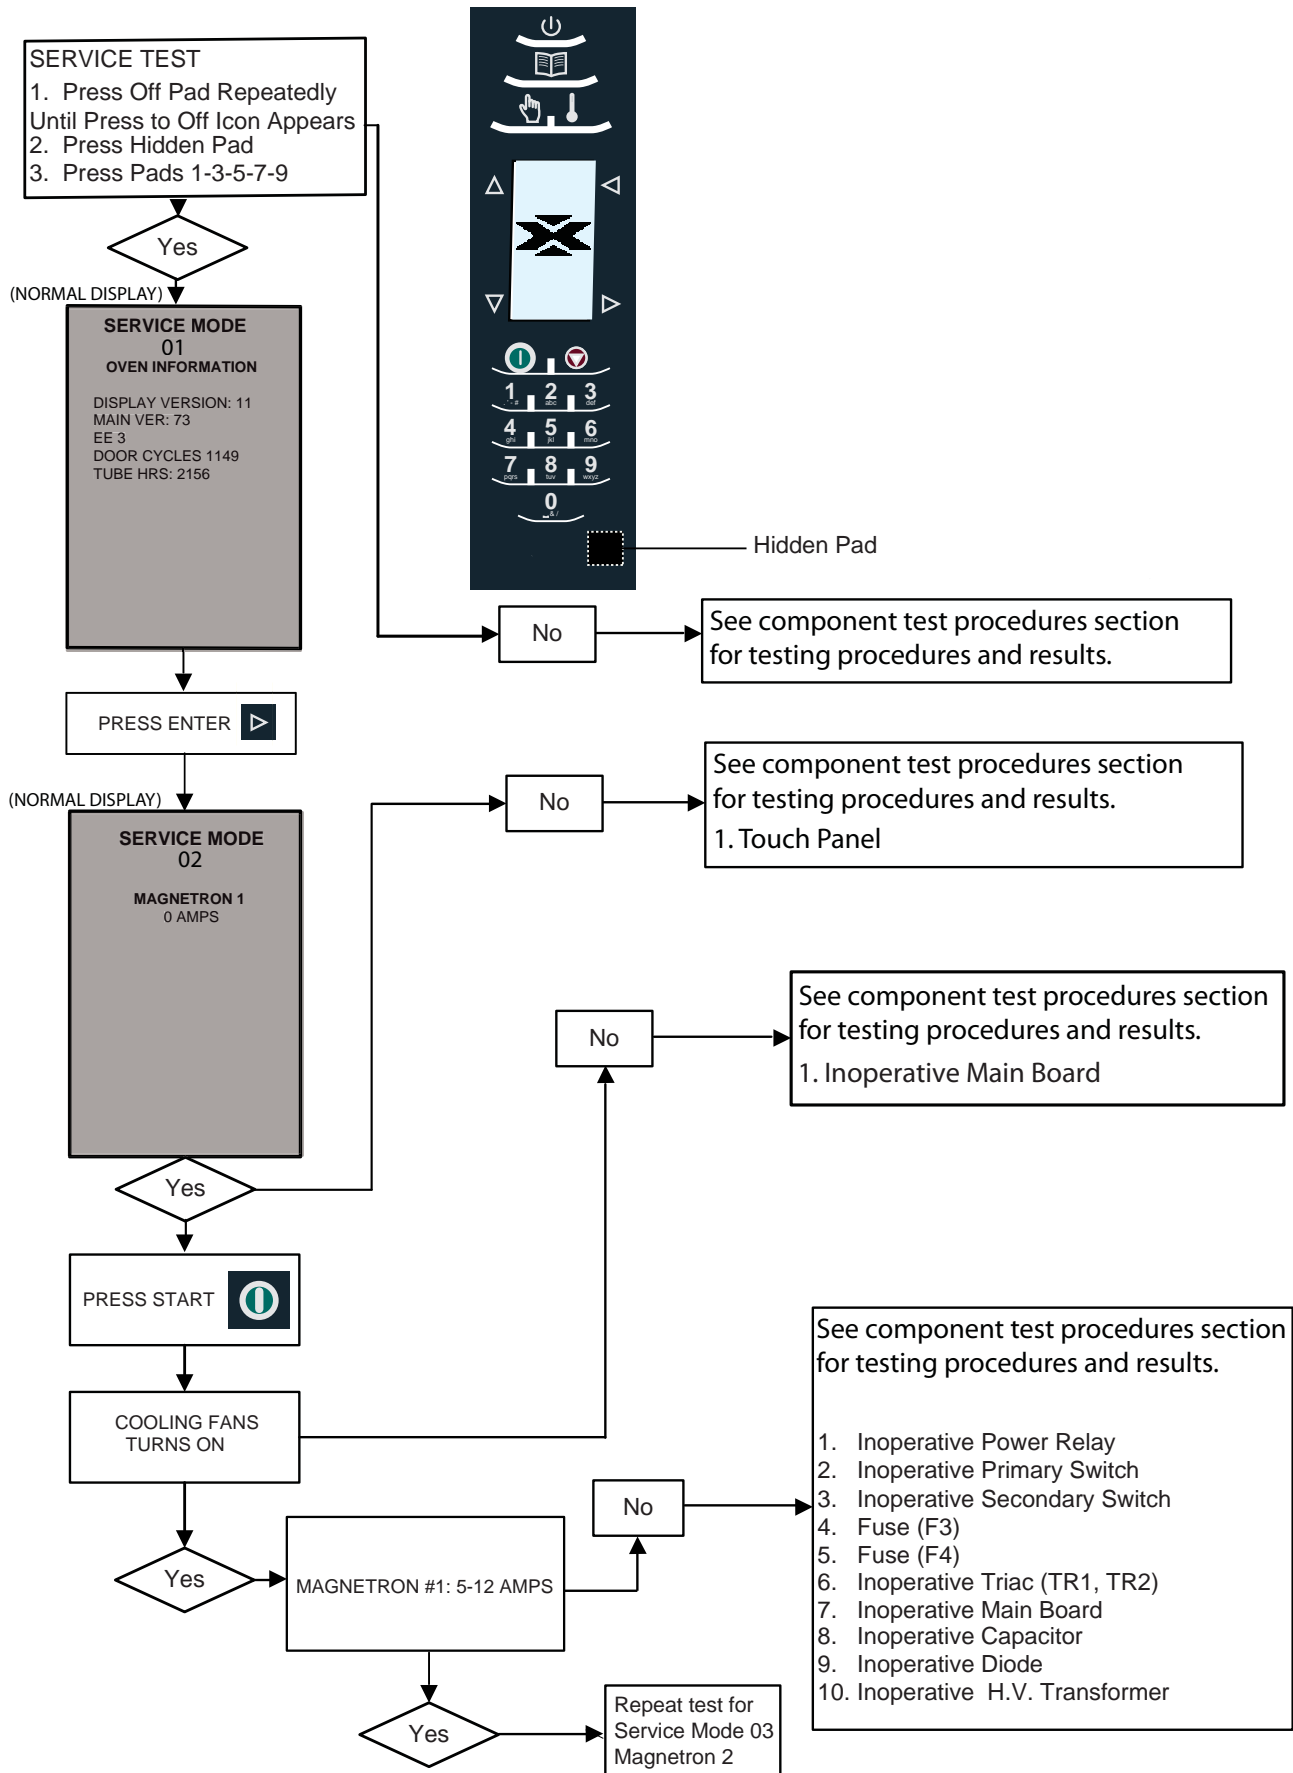 SERVICE TEST
1. Press Off Pad Repeatedly
Until Press to Off Icon Appears
2. Press Hidden Pad
3. Press Pads 1-3-5-7-9
Yes
(NORMAL DISPLAY)
SERVICE MODE
01
OVEN INFORMATION
DISPLAY VERSION: 11
MAIN VER: 73
EE 3
DOOR CYCLES 1149
TUBE HRS: 2156
1 2 3
. ' - # abc def
4 5 6
ghi jkl mno
7 8 9
pqrs tuv wxyz
0
& /
Hidden Pad
No
See component test procedures section
for testing procedures and results.
PRESS ENTER
(NORMAL DISPLAY)
SERVICE MODE
02
MAGNETRON 1
0 AMPS
No
See component test procedures section
for testing procedures and results.
1. Touch Panel
Yes
No
See component test procedures section
for testing procedures and results.
1. Inoperative Main Board
PRESS START
COOLING FANS
TURNS ON
Yes
MAGNETRON #1: 5-12 AMPS
No
See component test procedures section
for testing procedures and results.
1. Inoperative Power Relay
2. Inoperative Primary Switch
3. Inoperative Secondary Switch
4. Fuse (F3)
5. Fuse (F4)
6. Inoperative Triac (TR1, TR2)
7. Inoperative Main Board
8. Inoperative Capacitor
9. Inoperative Diode
10. Inoperative H.V. Transformer
Yes
Repeat test for
Service Mode 03
Magnetron 2